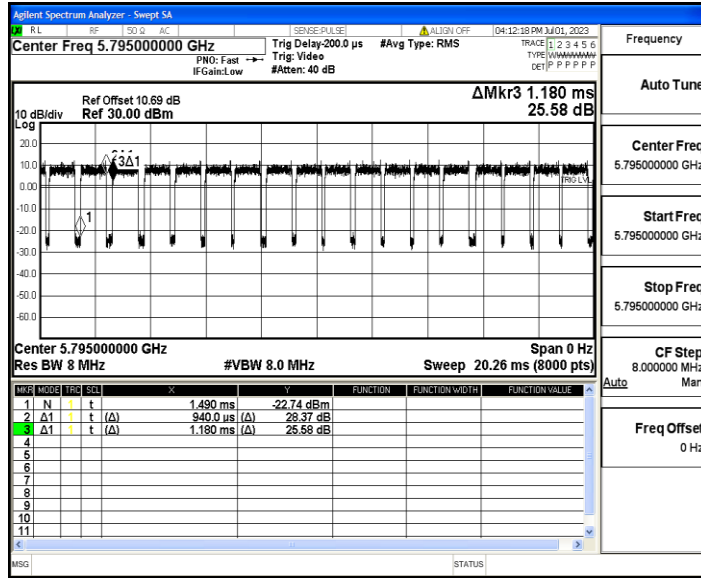 Agilent Spectrum Analyzer - Swept SA
RL RF 50 Ω AC SENSE:PULSE ALIGN OFF 04:12:18 PM Jul 01, 2023
Center Freq 5.795000000 GHz
PNO: Fast
IFGain:Low
Trig Delay-200.0 µs
Trig: Video
#Atten: 40 dB
#Avg Type: RMS
TRACE 1 2 3 4 5 6
TYPE
DET P P P P P P
ΔMkr3 1.180 ms
25.58 dB
Ref Offset 10.69 dB
10 dB/div Ref 30.00 dBm
Log
20.0
10.0
0.00
-10.0
-20.0
-30.0
-40.0
-50.0
-60.0
3Δ1
1
TRIG LVL
Center 5.795000000 GHz Span 0 Hz
Res BW 8 MHz #VBW 8.0 MHz Sweep 20.26 ms (8000 pts)
MKR MODE TRC SCL X Y FUNCTION FUNCTION WIDTH FUNCTION VALUE
1 N 1 t 1.490 ms -22.74 dBm
2 Δ1 1 t (Δ) 940.0 µs (Δ) 28.37 dB
3 Δ1 1 t (Δ) 1.180 ms (Δ) 25.58 dB
4
5
6
7
8
9
10
11
MSG STATUS
Frequency
Auto Tune
Center Freq
5.795000000 GHz
Start Freq
5.795000000 GHz
Stop Freq
5.795000000 GHz
CF Step
8.000000 MHz
Auto Man
Freq Offset
0 Hz